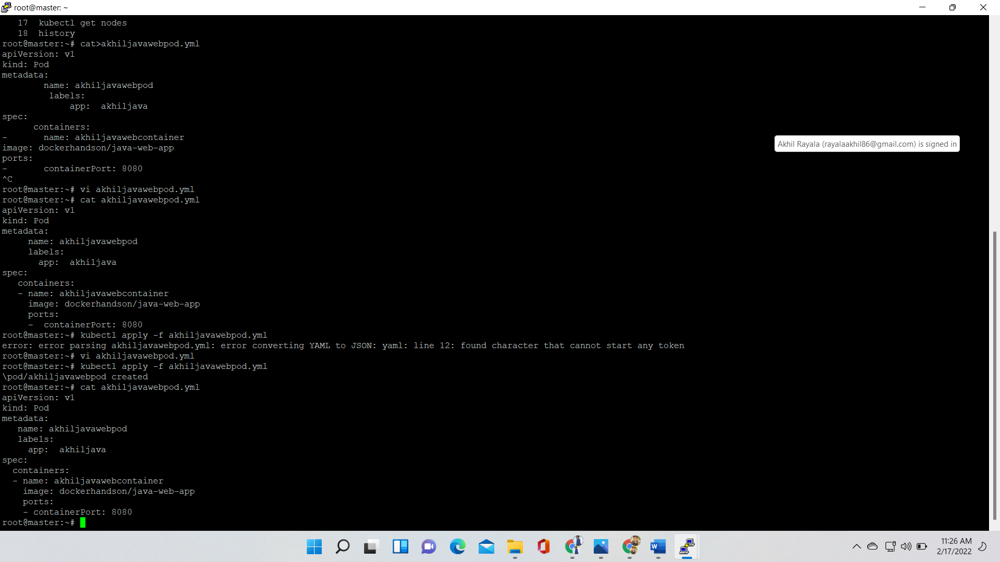 root@master: ~
   17  kubectl get nodes
   18  history
root@master:~# cat>akhiljavawebpod.yml
apiVersion: v1
kind: Pod
metadata:
        name: akhiljavawebpod
         labels:
             app:  akhiljava
spec:
      containers:
-       name: akhiljavawebcontainer
image: dockerhandson/java-web-app
ports:
-       containerPort: 8080
^C
root@master:~# vi akhiljavawebpod.yml
root@master:~# cat akhiljavawebpod.yml
apiVersion: v1
kind: Pod
metadata:
     name: akhiljavawebpod
     labels:
       app:  akhiljava
spec:
   containers:
   - name: akhiljavawebcontainer
     image: dockerhandson/java-web-app
     ports:
     -  containerPort: 8080
root@master:~# kubectl apply -f akhiljavawebpod.yml
error: error parsing akhiljavawebpod.yml: error converting YAML to JSON: yaml: line 12: found character that cannot start any token
root@master:~# vi akhiljavawebpod.yml
root@master:~# kubectl apply -f akhiljavawebpod.yml
\pod/akhiljavawebpod created
root@master:~# cat akhiljavawebpod.yml
apiVersion: v1
kind: Pod
metadata:
   name: akhiljavawebpod
   labels:
     app:  akhiljava
spec:
  containers:
  - name: akhiljavawebcontainer
    image: dockerhandson/java-web-app
    ports:
    - containerPort: 8080
root@master:~#
Akhil Rayala (rayalaakhil86@gmail.com) is signed in
11:26 AM
2/17/2022